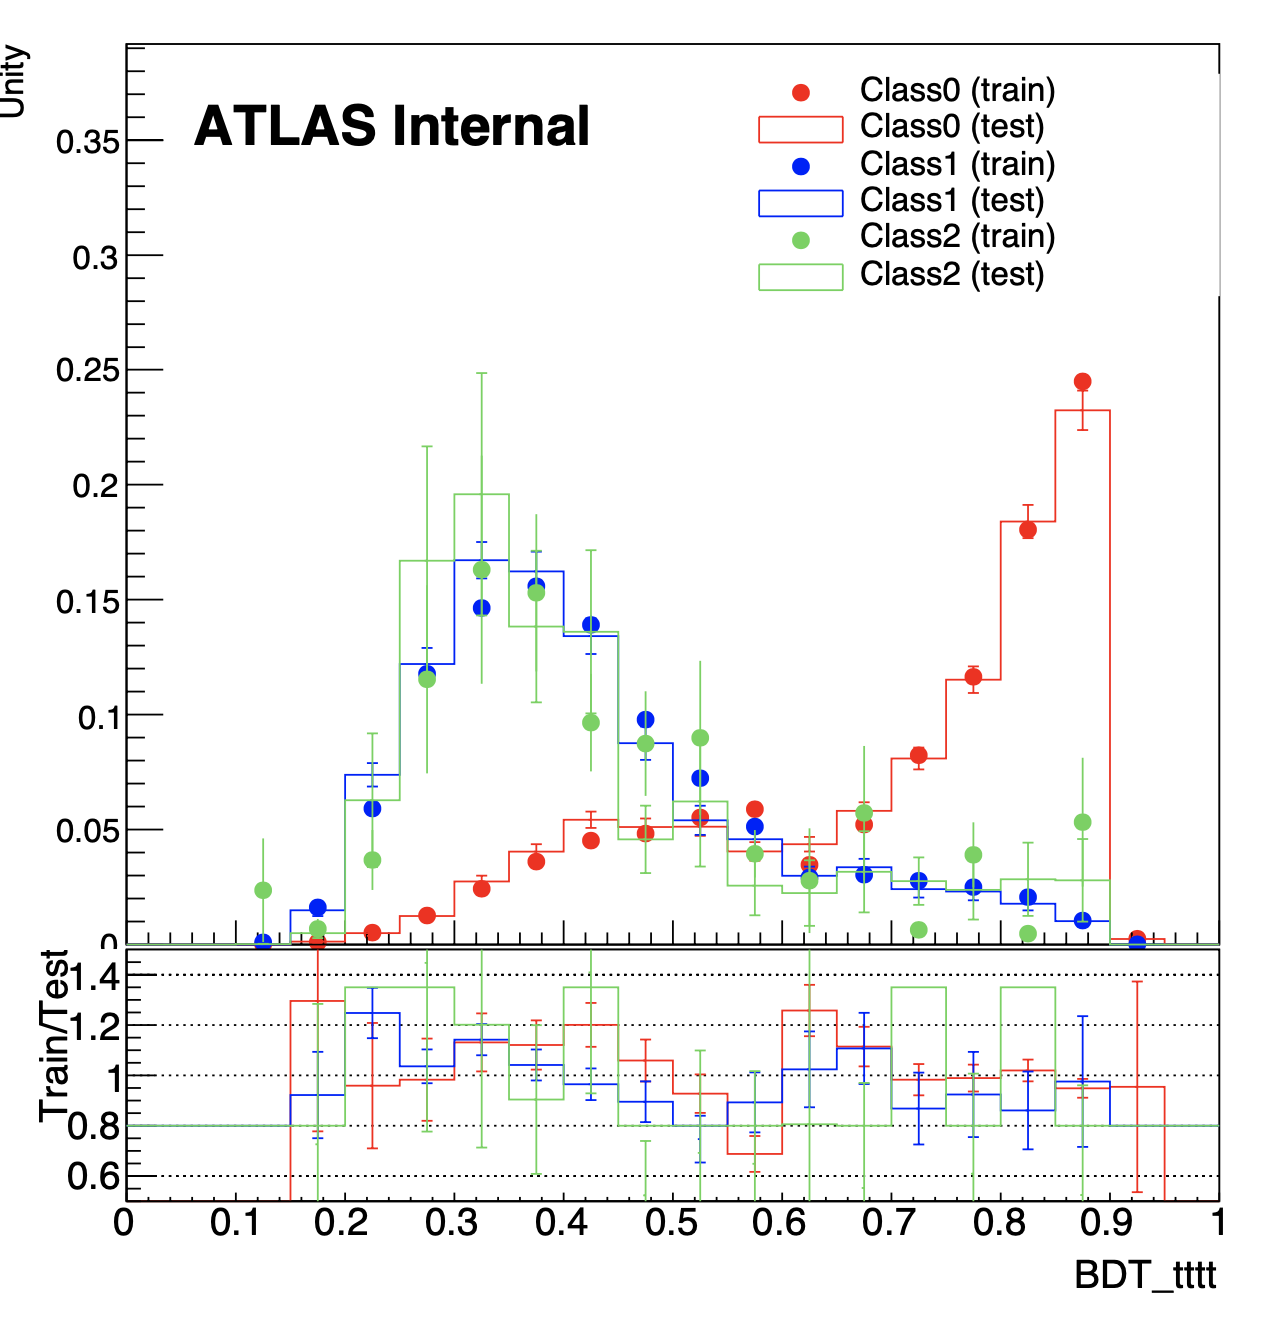 Unity
ATLAS Internal
Class0 (train)
Class0 (test)
Class1 (train)
Class1 (test)
Class2 (train)
Class2 (test)
0.35
0.3
0.25
0.2
0.15
0.1
0.05
0
Train/Test
1.4
1.2
1
0.8
0.6
0 0.1 0.2 0.3 0.4 0.5 0.6 0.7 0.8 0.9 1
BDT_tttt